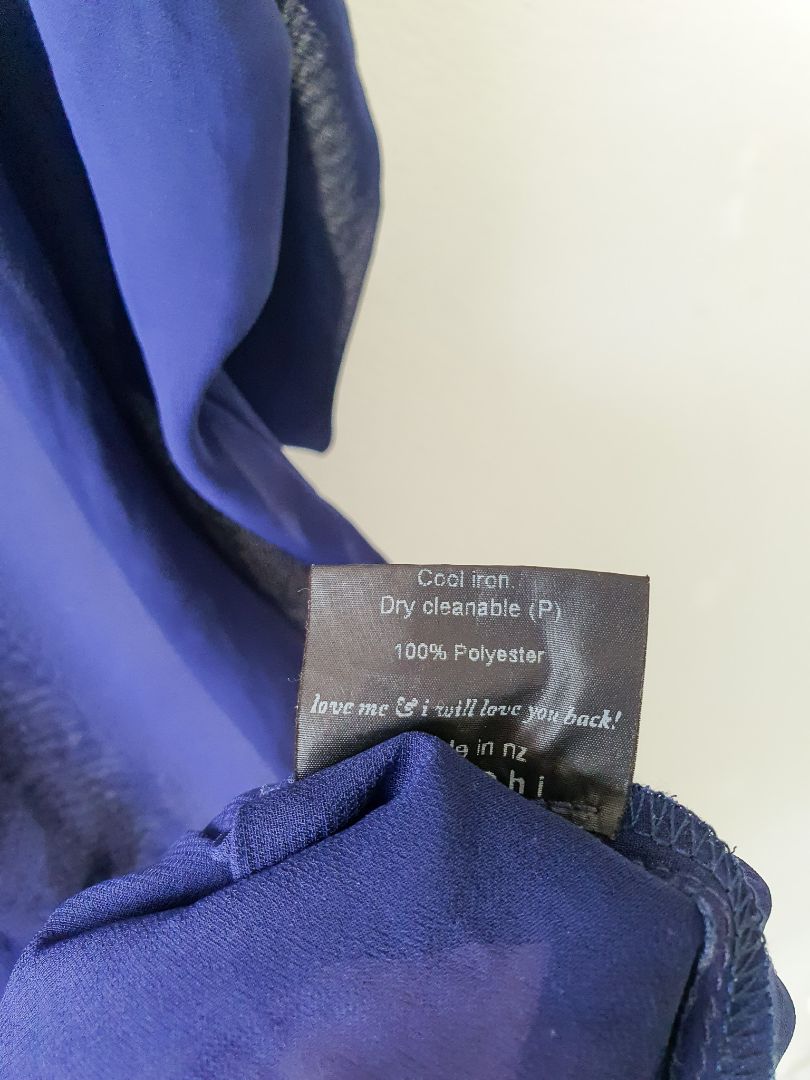 Cool iron
Dry cleanable (P)
100% Polyester
love me & i will love you back!
in nz